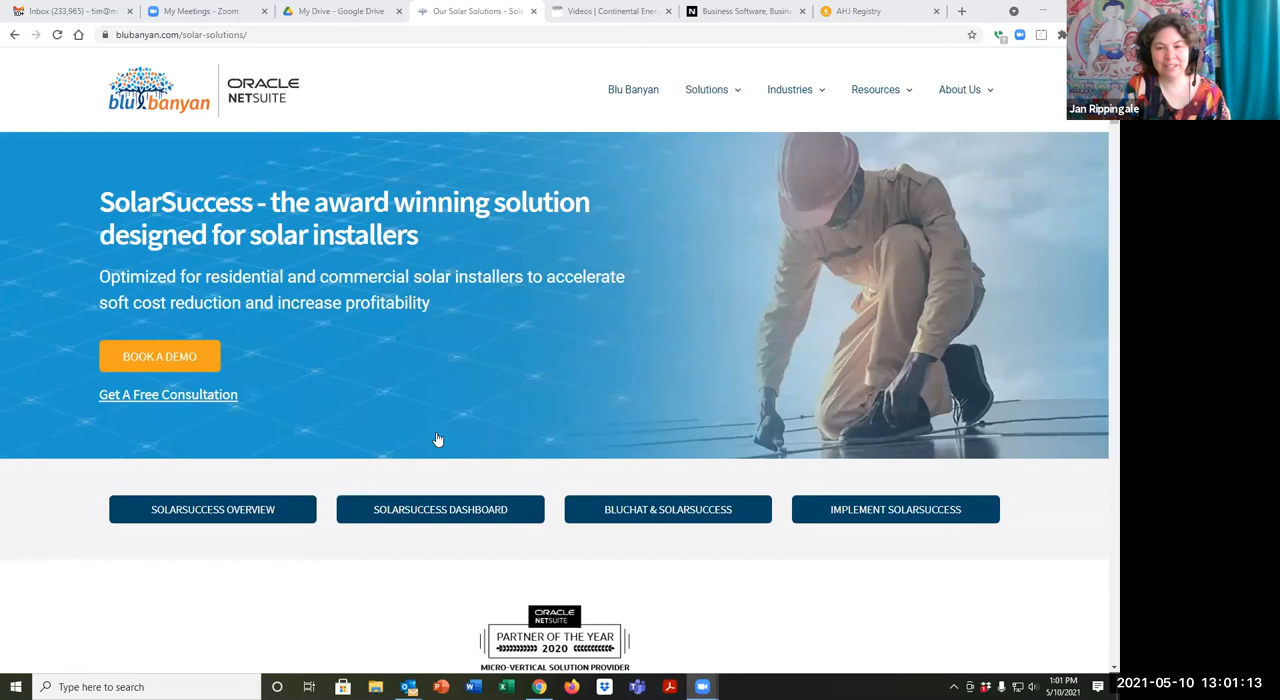 Inbox (233,965) - tim@m
My Meetings - Zoom
My Drive - Google Drive
Our Solar Solutions - Sola
Videos | Continental Ener
Business Software, Busin
AHJ Registry
blubanyan.com/solar-solutions/
blu banyan
ORACLE
NETSUITE
Blu Banyan
Solutions
Industries
Resources
About Us
Jan Rippingale
SolarSuccess - the award winning solution
designed for solar installers
Optimized for residential and commercial solar installers to accelerate
soft cost reduction and increase profitability
BOOK A DEMO
Get A Free Consultation
SOLARSUCCESS OVERVIEW
SOLARSUCCESS DASHBOARD
BLUCHAT & SOLARSUCCESS
IMPLEMENT SOLARSUCCESS
ORACLE
NETSUITE
PARTNER OF THE YEAR
2020
MICRO-VERTICAL SOLUTION PROVIDER
Type here to search
1:01 PM
5/10/2021
2021-05-10 13:01:13